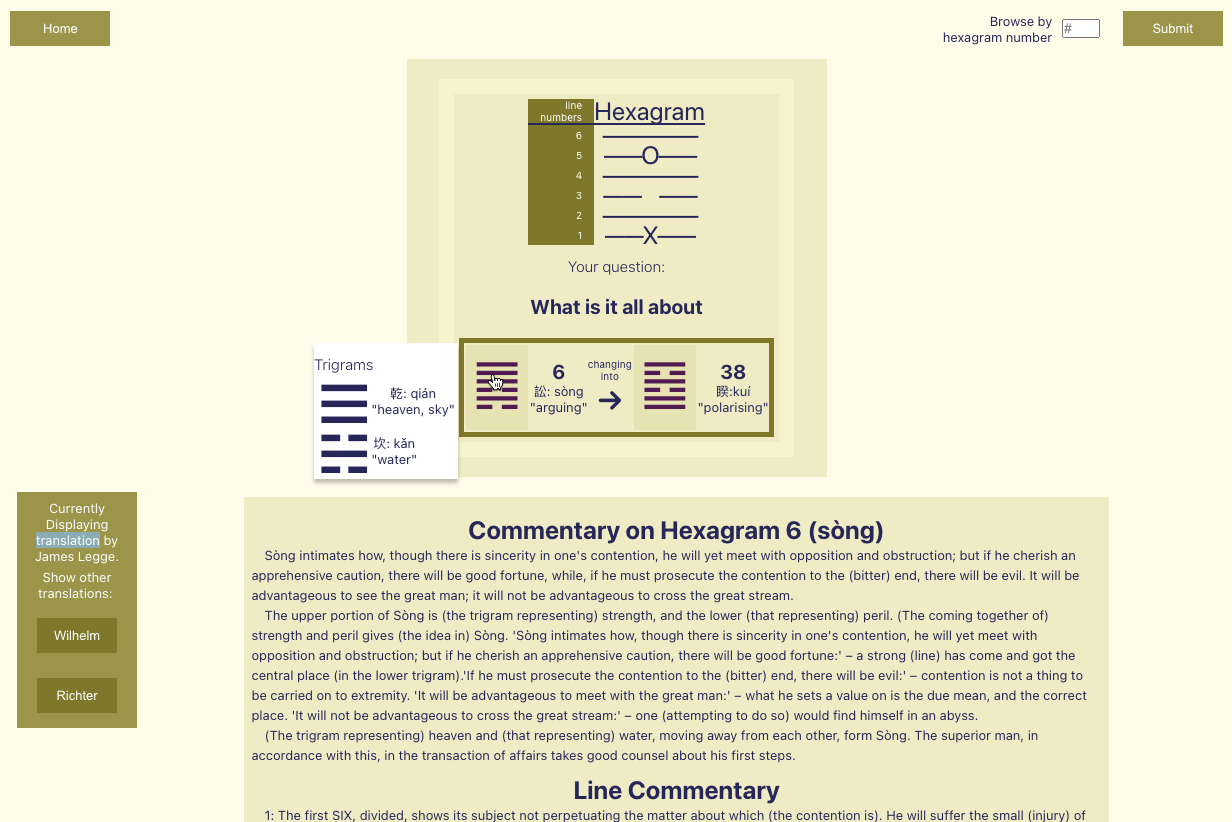 Home
Browse by
hexagram number
#
Submit
line
numbers
Hexagram
6
5
O
4
3
2
1
X
Your question:
What is it all about
Trigrams
乾: qián
"heaven, sky"
坎: kǎn
"water"
6
訟: sòng
"arguing"
changing
into
38
睽:kuí
"polarising"
Currently
Displaying
translation by
James Legge.
Show other
translations:
Wilhelm
Richter
Commentary on Hexagram 6 (sòng)
Sòng intimates how, though there is sincerity in one's contention, he will yet meet with opposition and obstruction; but if he cherish an
apprehensive caution, there will be good fortune, while, if he must prosecute the contention to the (bitter) end, there will be evil. It will be
advantageous to see the great man; it will not be advantageous to cross the great stream.
The upper portion of Sòng is (the trigram representing) strength, and the lower (that representing) peril. (The coming together of)
strength and peril gives (the idea in) Sòng. 'Sòng intimates how, though there is sincerity in one's contention, he will yet meet with
opposition and obstruction; but if he cherish an apprehensive caution, there will be good fortune:' – a strong (line) has come and got the
central place (in the lower trigram).'If he must prosecute the contention to the (bitter) end, there will be evil:' – contention is not a thing to
be carried on to extremity. 'It will be advantageous to meet with the great man:' – what he sets a value on is the due mean, and the correct
place. 'It will not be advantageous to cross the great stream:' – one (attempting to do so) would find himself in an abyss.
(The trigram representing) heaven and (that representing) water, moving away from each other, form Sòng. The superior man, in
accordance with this, in the transaction of affairs takes good counsel about his first steps.
Line Commentary
1: The first SIX, divided, shows its subject not perpetuating the matter about which (the contention is). He will suffer the small (injury) of